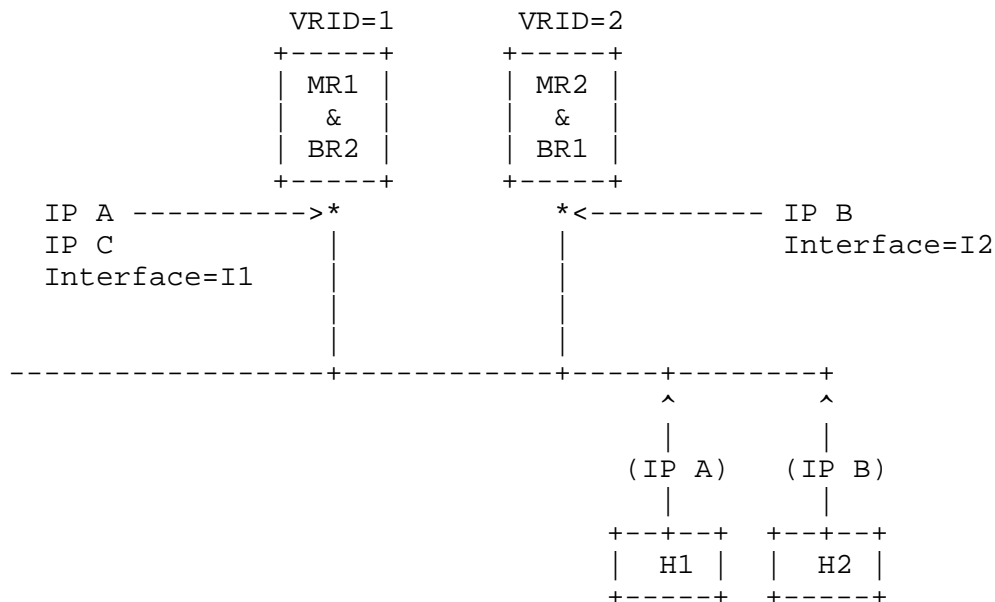 VRID=1 VRID=2
+-----+ +-----+
| MR1 | | MR2 |
| & | | & |
| BR2 | | BR1 |
+-----+ +-----+
IP A ---------->* *<---------- IP B
IP C | | Interface=I2
Interface=I1 | |
| |
| |
------------------+------------+-----+--------+
^ ^
| |
(IP A) (IP B)
| |
+--+--+ +--+--+
| H1 | | H2 |
+-----+ +-----+